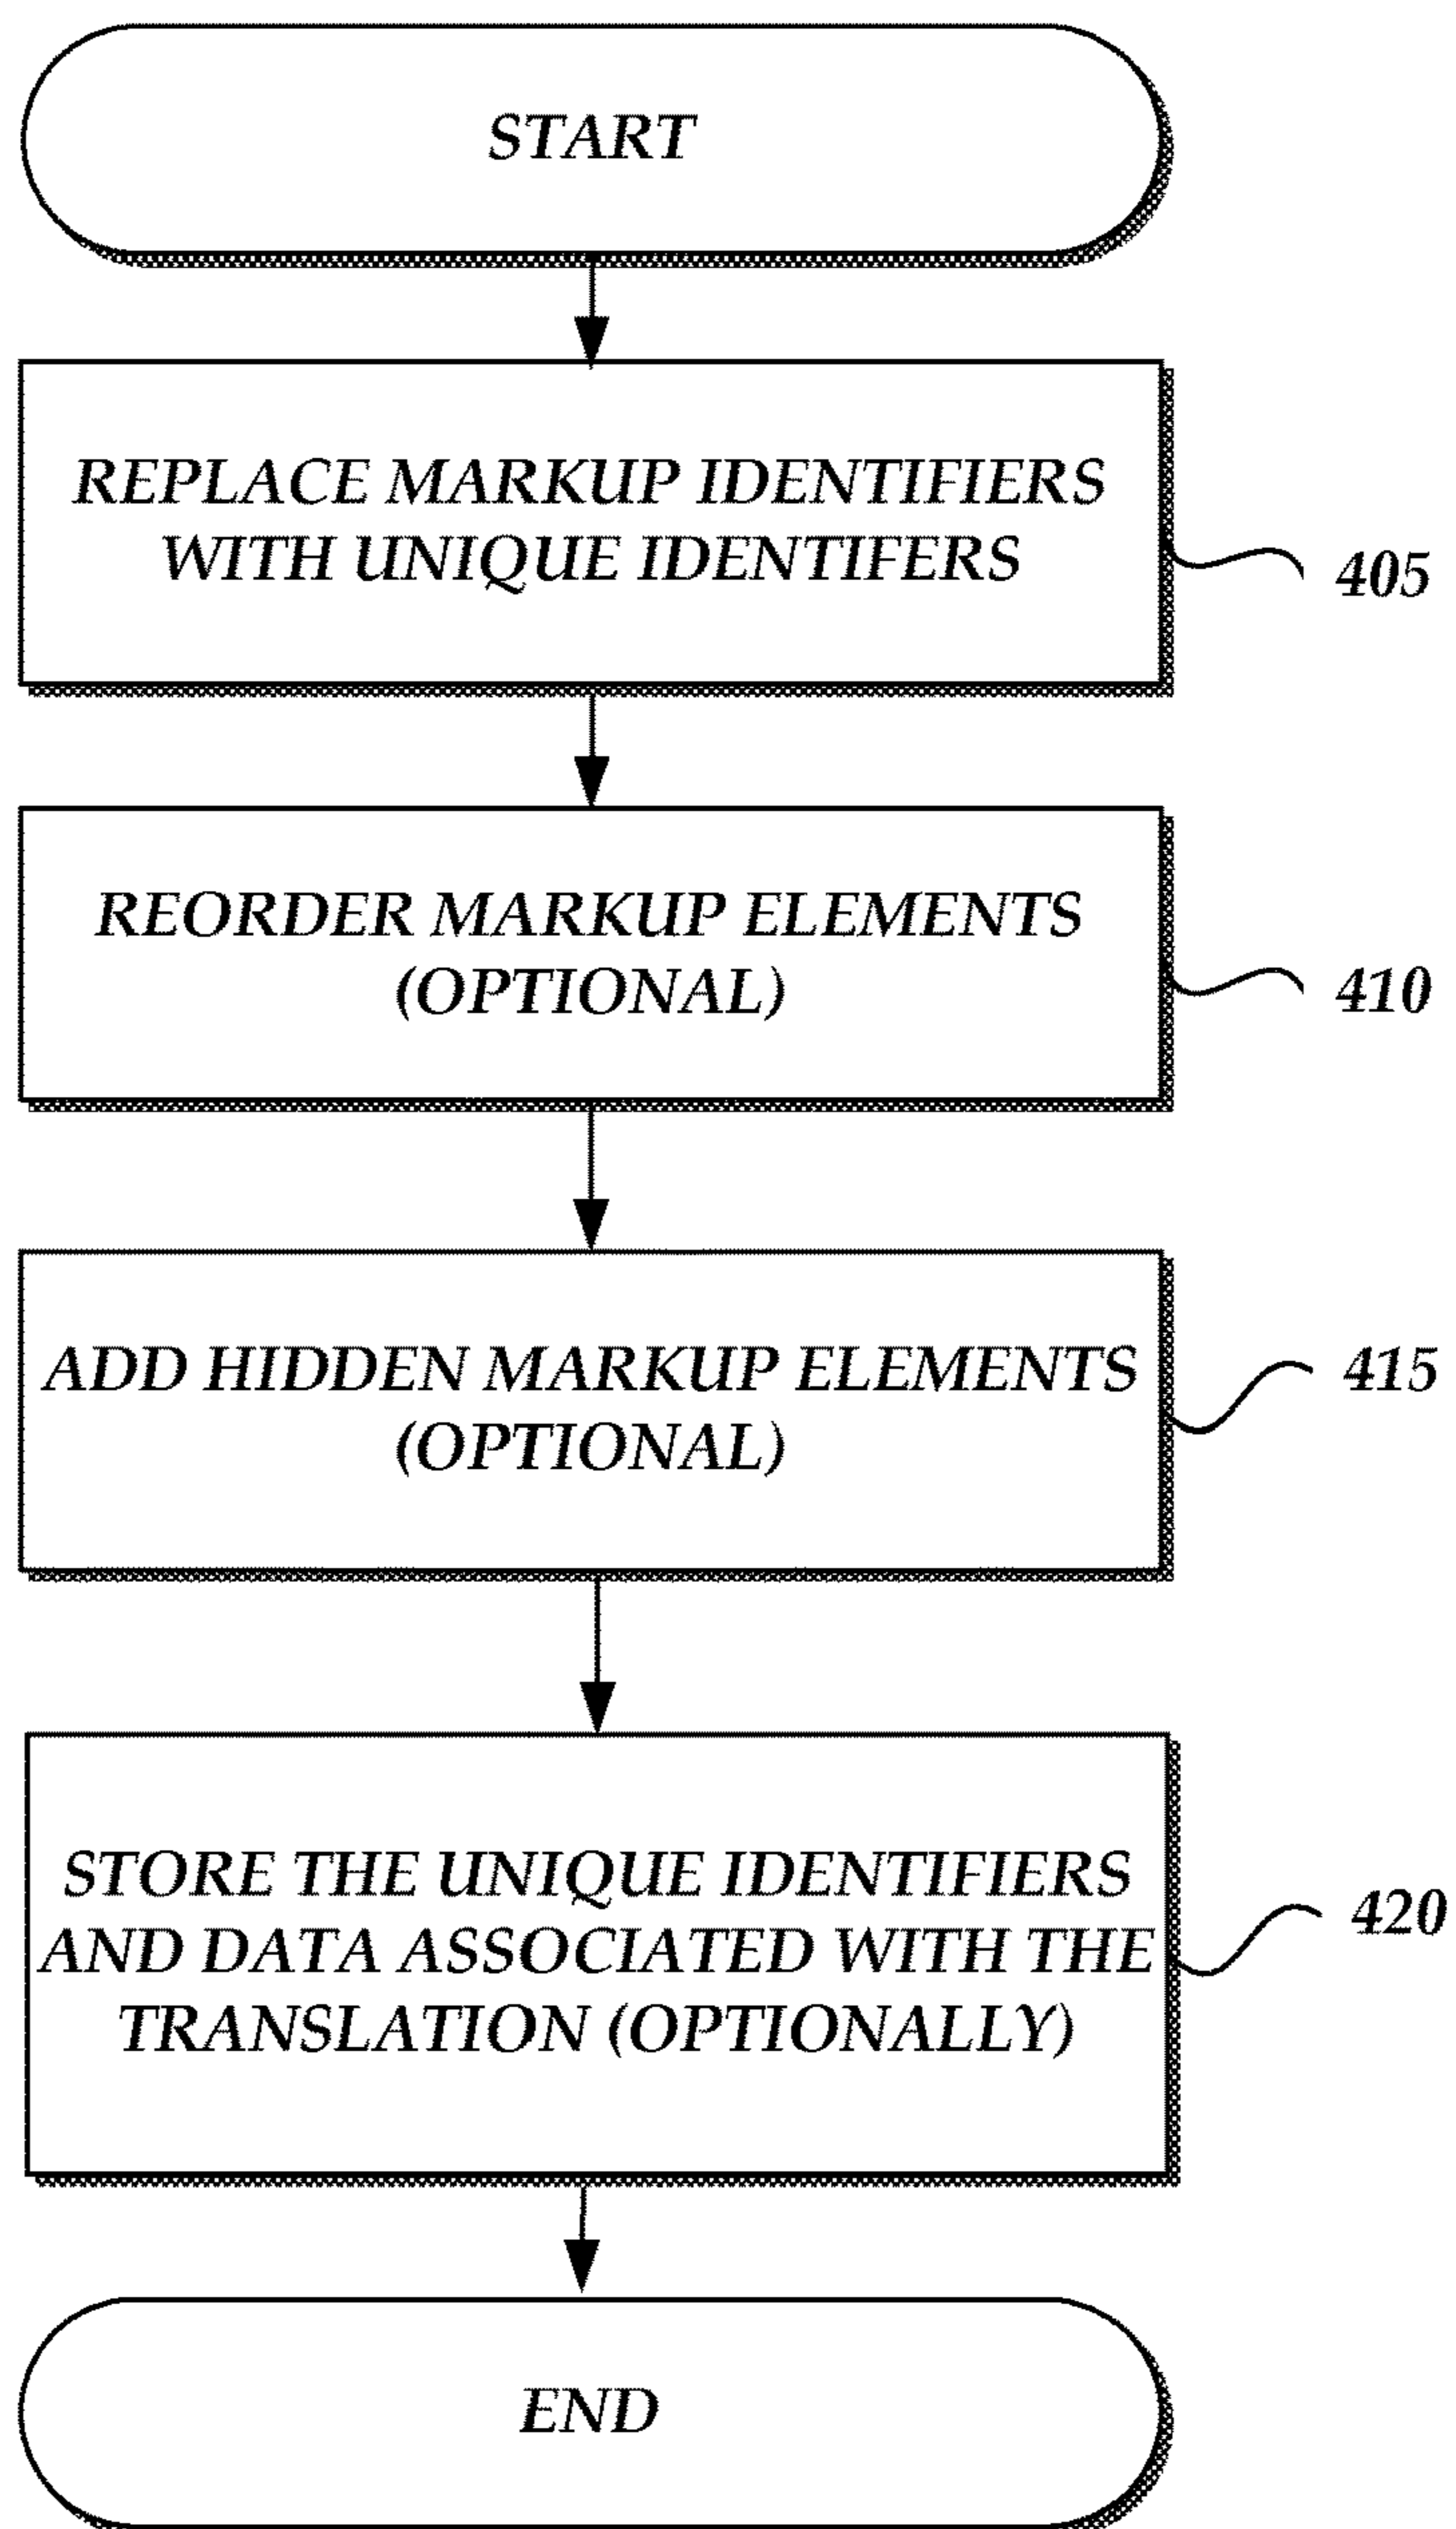 START
REPLACE MARKUP IDENTIFIERS
WITH UNIQUE IDENTIFERS
405
REORDER MARKUP ELEMENTS
(OPTIONAL)
410
ADD HIDDEN MARKUP ELEMENTS
(OPTIONAL)
415
STORE THE UNIQUE IDENTIFIERS
AND DATA ASSOCIATED WITH THE
TRANSLATION (OPTIONALLY)
420
END